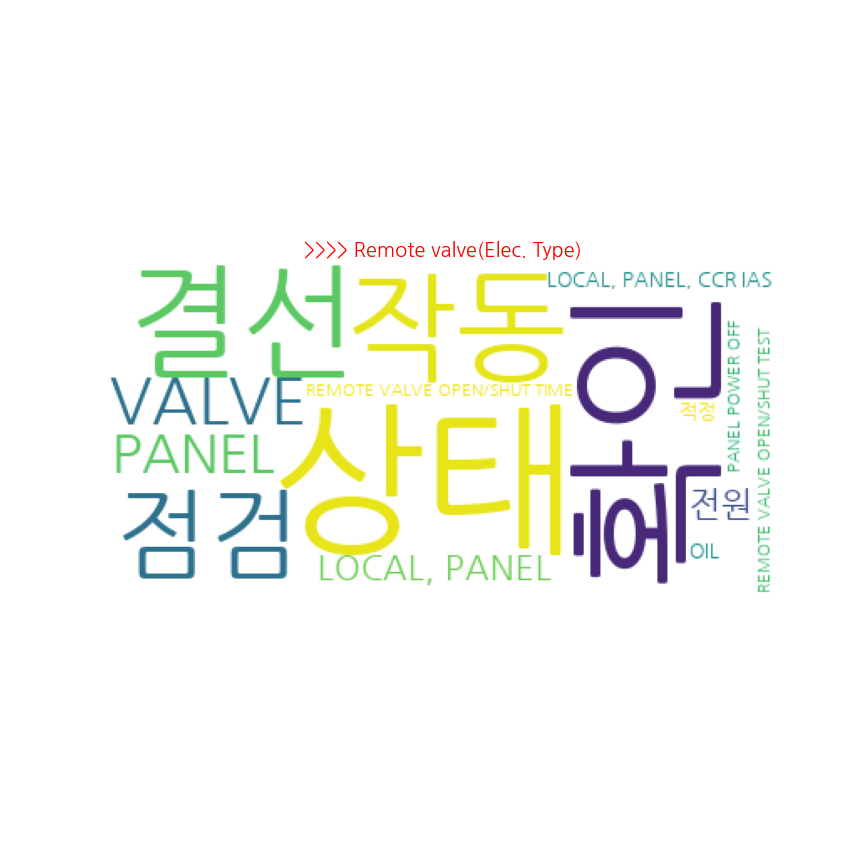 >>>> Remote valve(Elec. Type)
결선
작동
LOCAL, PANEL, CCR IAS
확인
VALVE
REMOTE VALVE OPEN/SHUT TIME
적정
PANEL POWER OFF
REMOTE VALVE OPEN/SHUT TEST
PANEL
상태
점검
전원
OIL
LOCAL, PANEL